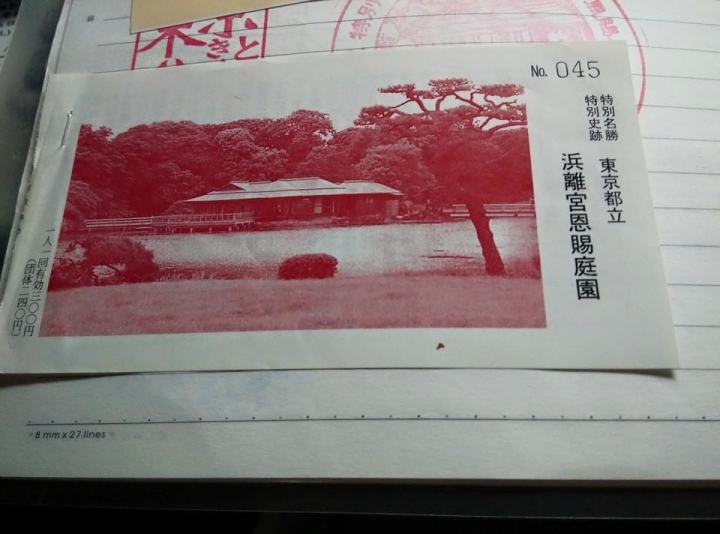 No. 045
特別名勝
特別史跡
東京都立
浜離宮恩賜庭園
一人一回有効三〇〇円
(団体二四〇円)
特別
8 mm x 27 lines